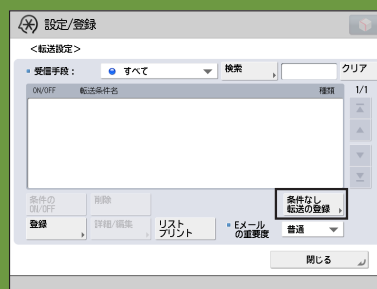 設定/登録
<転送設定>
• 受信手段： すべて 検索 クリア
ON/OFF 転送条件名 種類 1/1
条件の
ON/OFF
削除
条件なし
転送の登録
登録
詳細/編集
リスト
プリント
• Eメール
の重要度
普通
閉じる